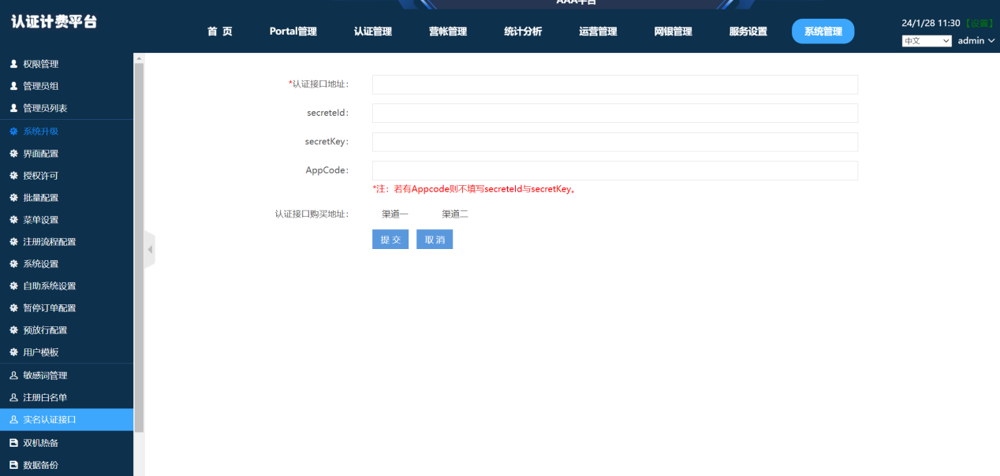 AAA平台
认证计费平台
首 页
Portal管理
认证管理
营帐管理
统计分析
运营管理
网银管理
服务设置
系统管理
24/1/28 11:30【设置】
中文
admin
权限管理
管理员组
管理员列表
系统升级
界面配置
授权许可
批量配置
菜单设置
注册流程配置
系统设置
自助系统设置
暂停订单配置
预放行配置
用户模板
敏感词管理
注册白名单
实名认证接口
双机热备
数据备份
*认证接口地址:
secreteId:
secretKey:
AppCode:
*注：若有Appcode则不填写secreteId与secretKey。
认证接口购买地址:
渠道一
渠道二
提 交
取 消